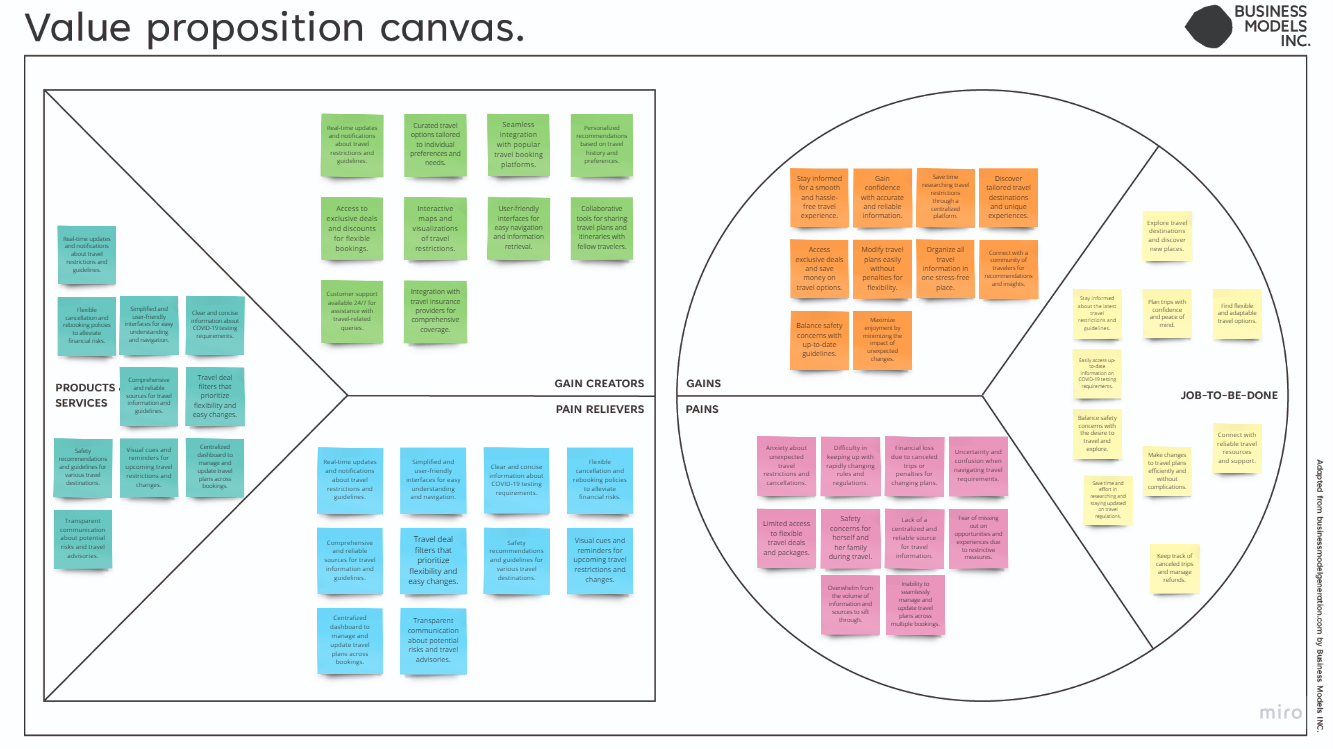 Value proposition canvas.
BUSINESS
MODELS
INC.
Real-time updates
and notifications
about travel
restrictions and
guidelines.
Flexible
cancellation and
rebooking policies
to alleviate
financial risks.
Simplified and
user-friendly
interfaces for easy
understanding
and navigation.
Clear and concise
information about
COVID-19 testing
requirements.
PRODUCTS
SERVICES
Comprehensive
and reliable
sources for travel
information and
guidelines.
Travel deal
filters that
prioritize
flexibility and
easy changes.
Safety
recommendations
and guidelines for
various travel
destinations.
Visual cues and
reminders for
upcoming travel
restrictions and
changes.
Centralized
dashboard to
manage and
update travel
plans across
bookings.
Transparent
communication
about potential
risks and travel
advisories.
Real-time updates
and notifications
about travel
restrictions and
guidelines.
Curated travel
options tailored
to individual
preferences and
needs.
Seamless
integration
with popular
travel booking
platforms.
Personalized
recommendations
based on travel
history and
preferences.
Access to
exclusive deals
and discounts
for flexible
bookings.
Interactive
maps and
visualizations
of travel
restrictions.
User-friendly
interfaces for
easy navigation
and information
retrieval.
Collaborative
tools for sharing
travel plans and
itineraries with
fellow travelers.
Customer support
available 24/7 for
assistance with
travel-related
queries.
Integration with
travel insurance
providers for
comprehensive
coverage.
GAIN CREATORS
PAIN RELIEVERS
Real-time updates
and notifications
about travel
restrictions and
guidelines.
Simplified and
user-friendly
interfaces for easy
understanding
and navigation.
Clear and concise
information about
COVID-19 testing
requirements.
Flexible
cancellation and
rebooking policies
to alleviate
financial risks.
Comprehensive
and reliable
sources for travel
information and
guidelines.
Travel deal
filters that
prioritize
flexibility and
easy changes.
Safety
recommendations
and guidelines for
various travel
destinations.
Visual cues and
reminders for
upcoming travel
restrictions and
changes.
Centralized
dashboard to
manage and
update travel
plans across
bookings.
Transparent
communication
about potential
risks and travel
advisories.
Stay informed
for a smooth
and hassle-
free travel
experience.
Gain
confidence
with accurate
and reliable
information.
Save time
researching travel
restrictions
through a
centralized
platform.
Discover
tailored travel
destinations
and unique
experiences.
Access
exclusive deals
and save
money on
travel options.
Modify travel
plans easily
without
penalties for
flexibility.
Organize all
travel
information in
one stress-free
place.
Connect with a
community of
travelers for
recommendations
and insights.
Balance safety
concerns with
up-to-date
guidelines.
Maximize
enjoyment by
minimizing the
impact of
unexpected
changes.
GAINS
PAINS
Anxiety about
unexpected
travel
restrictions and
cancellations.
Difficulty in
keeping up with
rapidly changing
rules and
regulations.
Financial loss
due to canceled
trips or
penalties for
changing plans.
Uncertainty and
confusion when
navigating travel
requirements.
Limited access
to flexible
travel deals
and packages.
Safety
concerns for
herself and
her family
during travel.
Lack of a
centralized and
reliable source
for travel
information.
Fear of missing
out on
opportunities and
experiences due
to restrictive
measures.
Overwhelm from
the volume of
information and
sources to sift
through.
Inability to
seamlessly
manage and
update travel
plans across
multiple bookings.
Explore travel
destinations
and discover
new places.
Stay informed
about the latest
travel
restrictions and
guidelines.
Plan trips with
confidence
and peace of
mind.
Find flexible
and adaptable
travel options.
Easily access up-
to-date
information on
COVID-19 testing
requirements.
JOB-TO-BE-DONE
Balance safety
concerns with
the desire to
travel and
explore.
Connect with
reliable travel
resources
and support.
Make changes
to travel plans
efficiently and
without
complications.
Save time and
effort in
researching and
staying updated
on travel
regulations.
Keep track of
canceled trips
and manage
refunds.
Adapted from businessmodelgeneration.com by Business Models INC.
miro